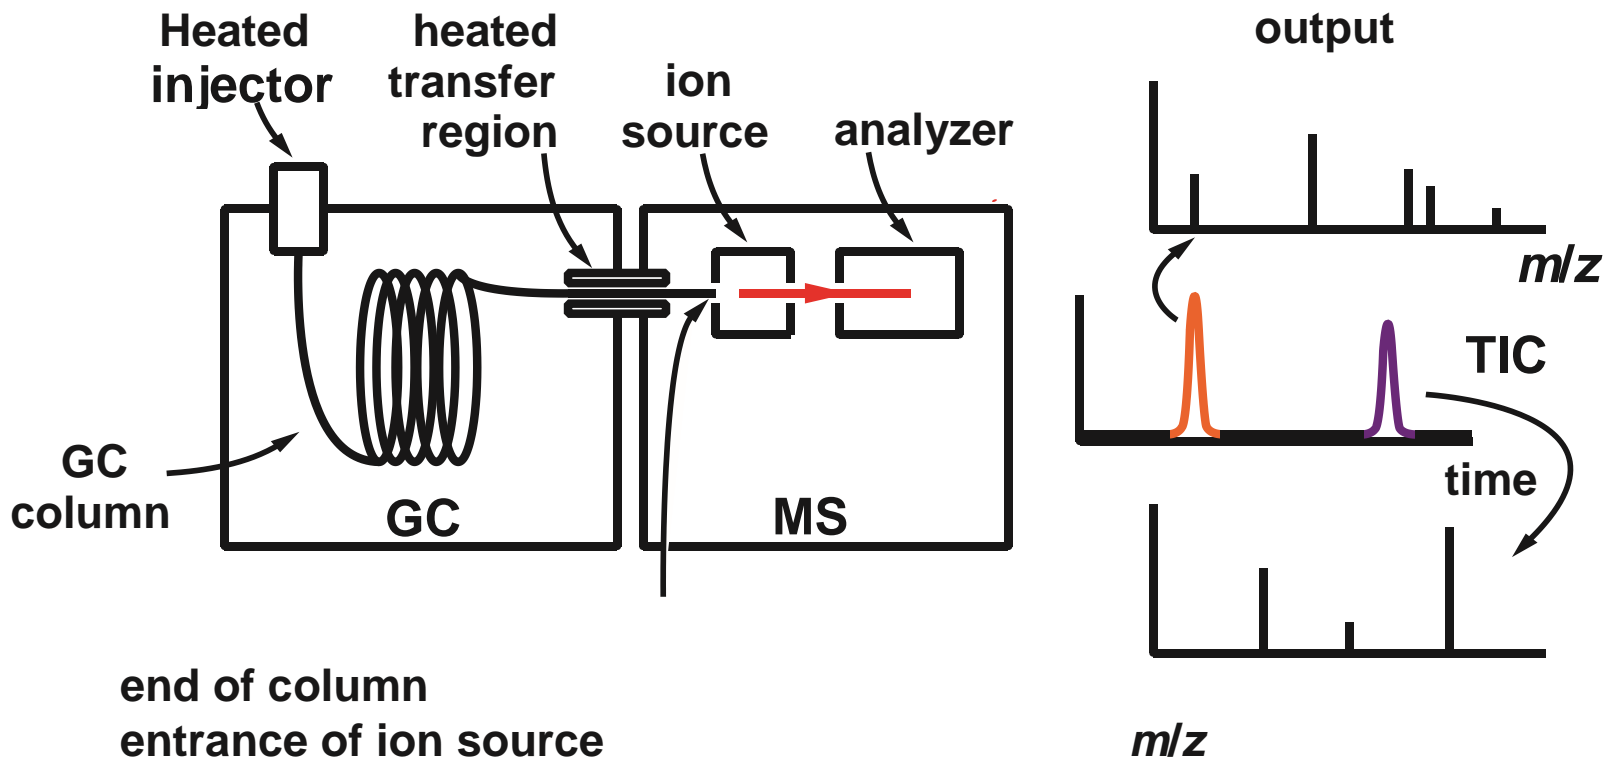 Heated
injector
heated
transfer
region
ion
source
analyzer
output
m/z
TIC
time
GC
column
GC
MS
end of column
entrance of ion source
m/z